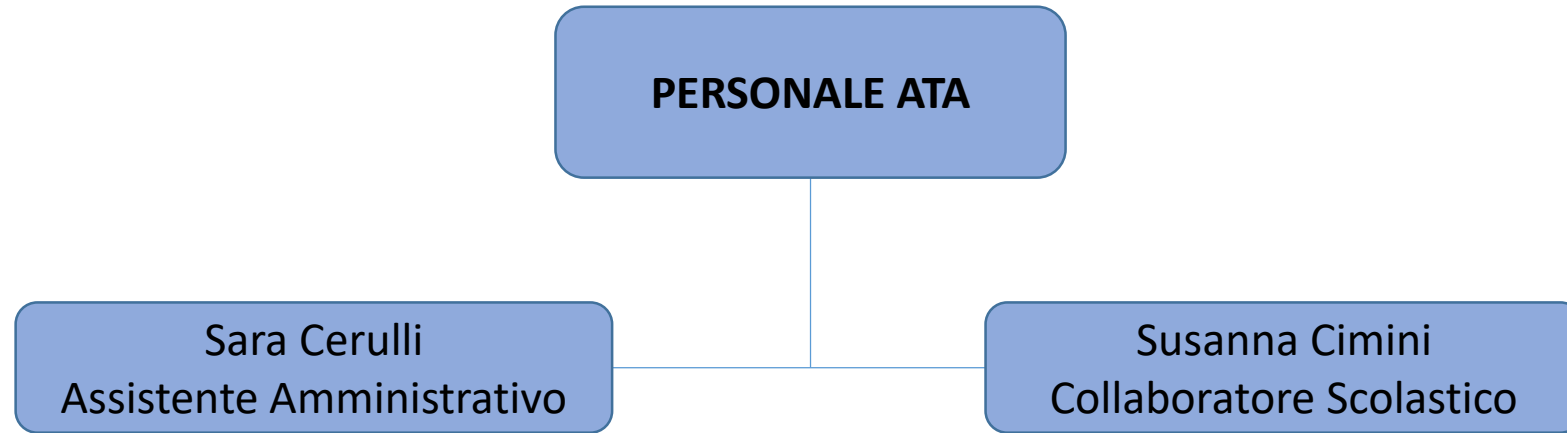 PERSONALE ATA
Sara Cerulli
Assistente Amministrativo
Susanna Cimini
Collaboratore Scolastico